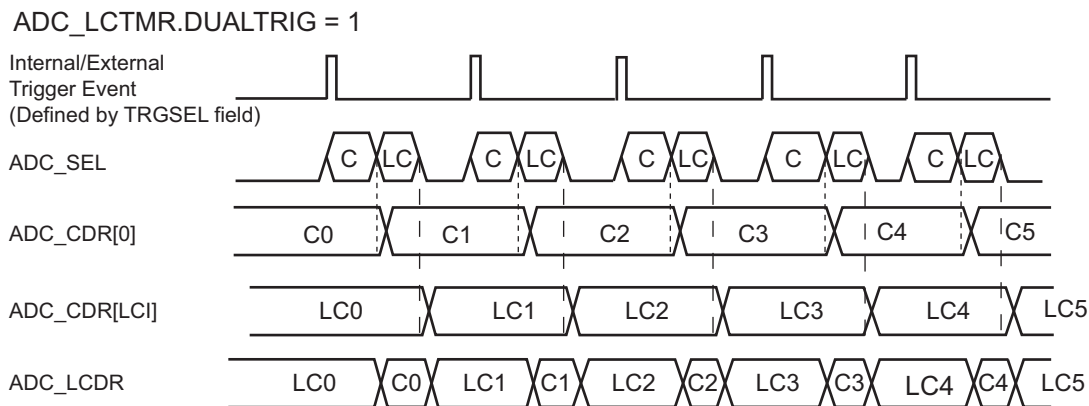 ADC_LCTMR.DUALTRIG = 1
Internal/External
Trigger Event
(Defined by TRGSEL field)
ADC_SEL C LC C LC C LC C LC C LC
ADC_CDR[0] C0 C1 C2 C3 C4 C5
ADC_CDR[LCI] LC0 LC1 LC2 LC3 LC4 LC5
ADC_LCDR LC0 C0 LC1 C1 LC2 C2 LC3 C3 LC4 C4 LC5